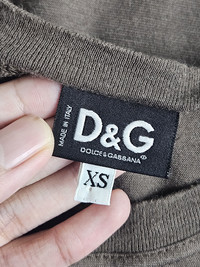 MADE IN ITALY
D&G
DOLCE & GABBANA
XS